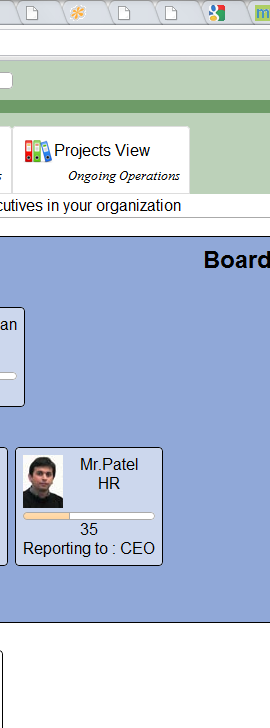 m
Projects View
s
Ongoing Operations
cutives in your organization
Board
an
Mr.Patel
HR
35
Reporting to : CEO